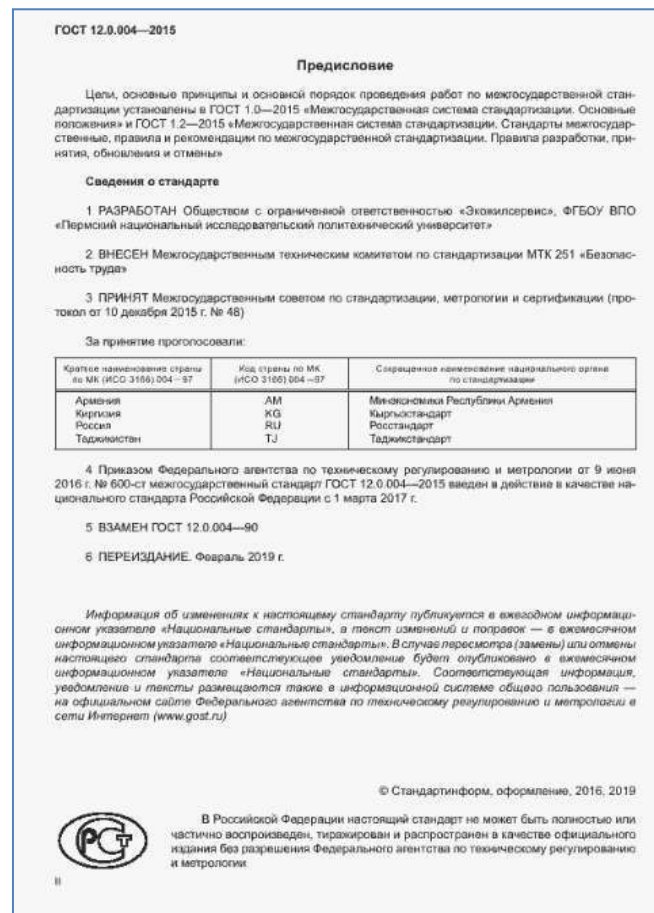 ГОСТ 12.0.004—2015
Предисловие
Цели, основные принципы и основной порядок проведения работ по межгосударственной стан-
дартизации установлены в ГОСТ 1.0—2015 «Межгосударственная система стандартизации. Основные
положения» и ГОСТ 1.2—2015 «Межгосударственная система стандартизации. Стандарты межгосудар-
ственные, правила и рекомендации по межгосударственной стандартизации. Правила разработки, при-
нятия, обновления и отмены»
Сведения о стандарте
1 РАЗРАБОТАН Обществом с ограниченной ответственностью «Экожилсервис», ФГБОУ ВПО
«Пермский национальный исследовательский политехнический университет»
2 ВНЕСЕН Межгосударственным техническим комитетом по стандартизации МТК 251 «Безопас-
ность труда»
3 ПРИНЯТ Межгосударственным советом по стандартизации, метрологии и сертификации (про-
токол от 10 декабря 2015 г. № 48)
За принятие проголосовали:
Краткое наименование страны
по МК (ИСО 3166) 004—97
Код страны по МК
(ИСО 3166) 004—97
Сокращенное наименование национального органа
по стандартизации
Армения AM Минэкономики Республики Армения
Киргизия KG Кыргызстандарт
Россия RU Росстандарт
Таджикистан TJ Таджикстандарт
4 Приказом Федерального агентства по техническому регулированию и метрологии от 9 июня
2016 г. № 600-ст межгосударственный стандарт ГОСТ 12.0.004—2015 введен в действие в качестве на-
ционального стандарта Российской Федерации с 1 марта 2017 г.
5 ВЗАМЕН ГОСТ 12.0.004—90
6 ПЕРЕИЗДАНИЕ. Февраль 2019 г.
Информация об изменениях к настоящему стандарту публикуется в ежегодном информаци-
онном указателе «Национальные стандарты», а текст изменений и поправок — в ежемесячном
информационном указателе «Национальные стандарты». В случае пересмотра (замены) или отмены
настоящего стандарта соответствующее уведомление будет опубликовано в ежемесячном
информационном указателе «Национальные стандарты». Соответствующая информация,
уведомление и тексты размещаются также в информационной системе общего пользования —
на официальном сайте Федерального агентства по техническому регулированию и метрологии в
сети Интернет (www.gost.ru)
© Стандартинформ, оформление, 2016, 2019
В Российской Федерации настоящий стандарт не может быть полностью или
частично воспроизведен, тиражирован и распространен в качестве официального
издания без разрешения Федерального агентства по техническому регулированию
и метрологии
II